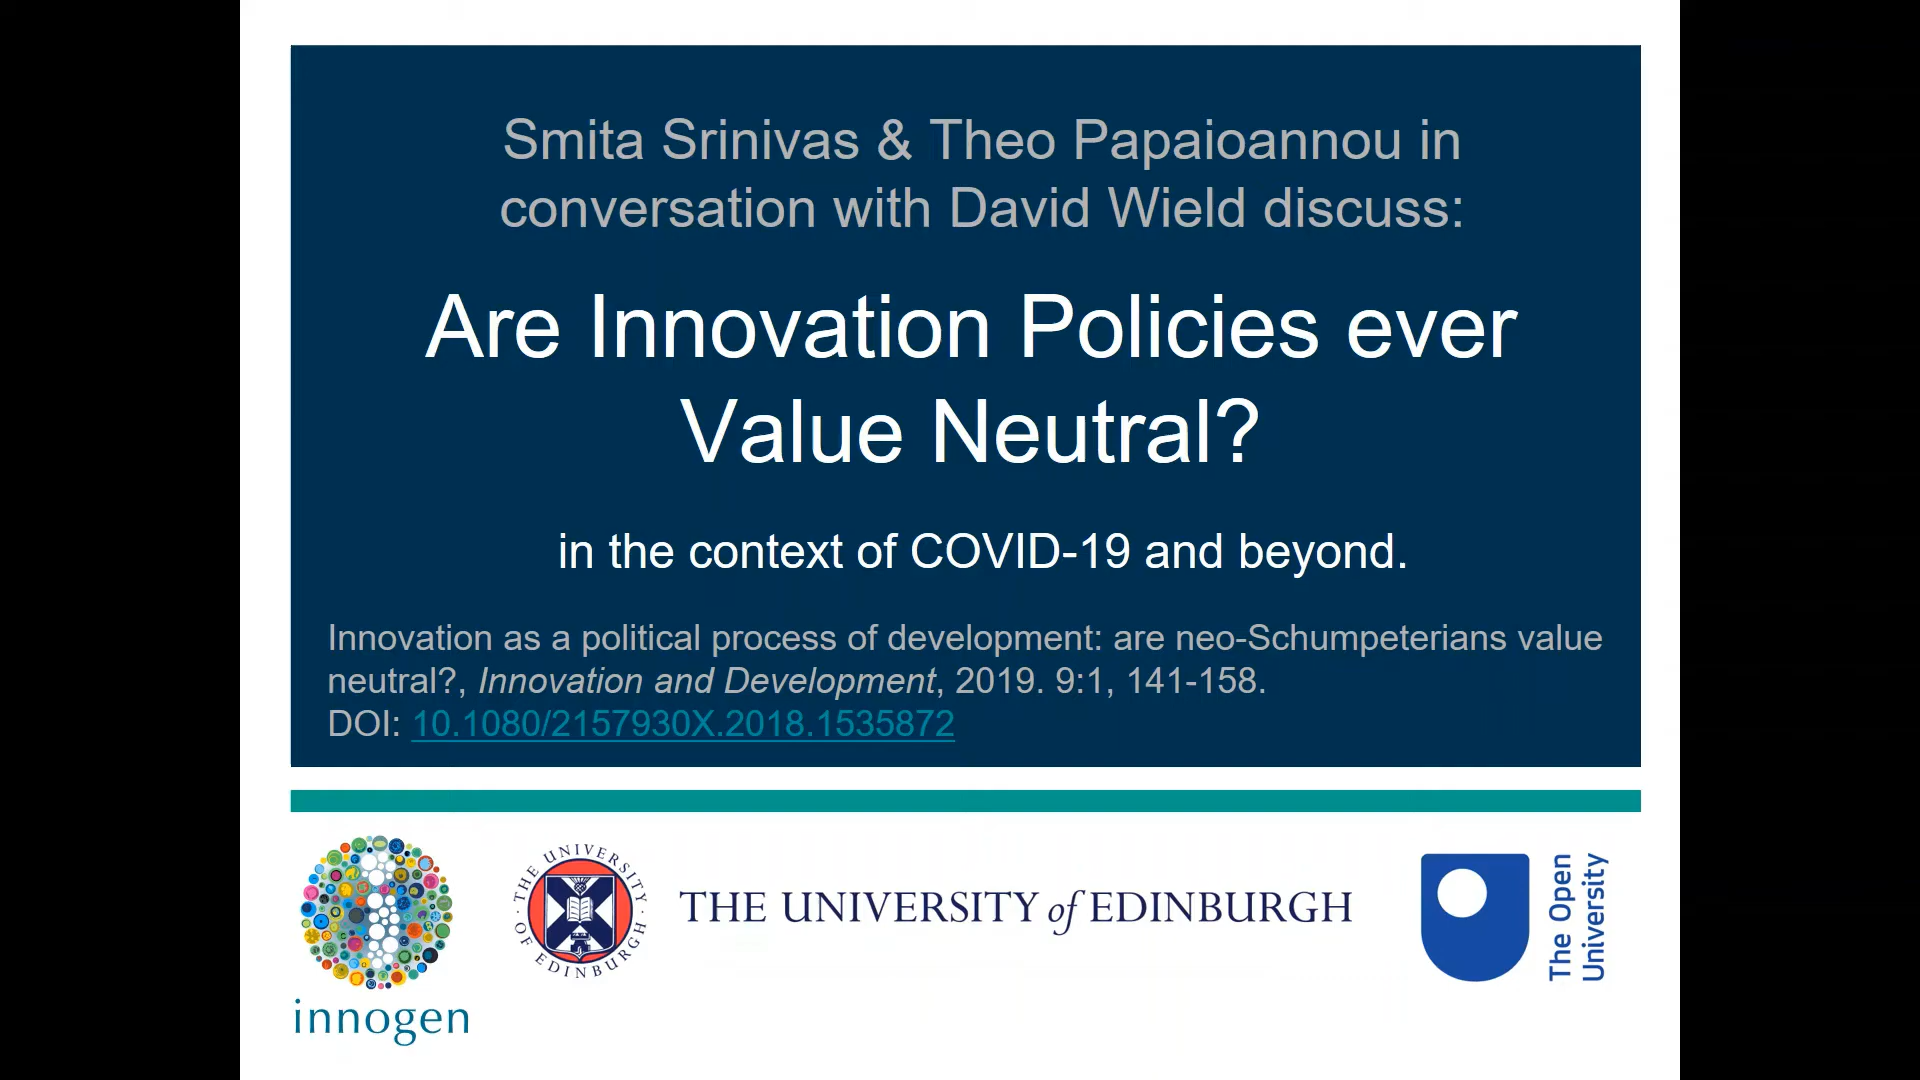 Smita Srinivas & Theo Papaioannou in
conversation with David Wield discuss:
Are Innovation Policies ever
Value Neutral?
in the context of COVID-19 and beyond.
Innovation as a political process of development: are neo-Schumpeterians value
neutral?, Innovation and Development, 2019. 9:1, 141-158.
DOI: 10.1080/2157930X.2018.1535872
innogen
THE UNIVERSITY OF EDINBURGH
THE UNIVERSITY of EDINBURGH
The Open
University